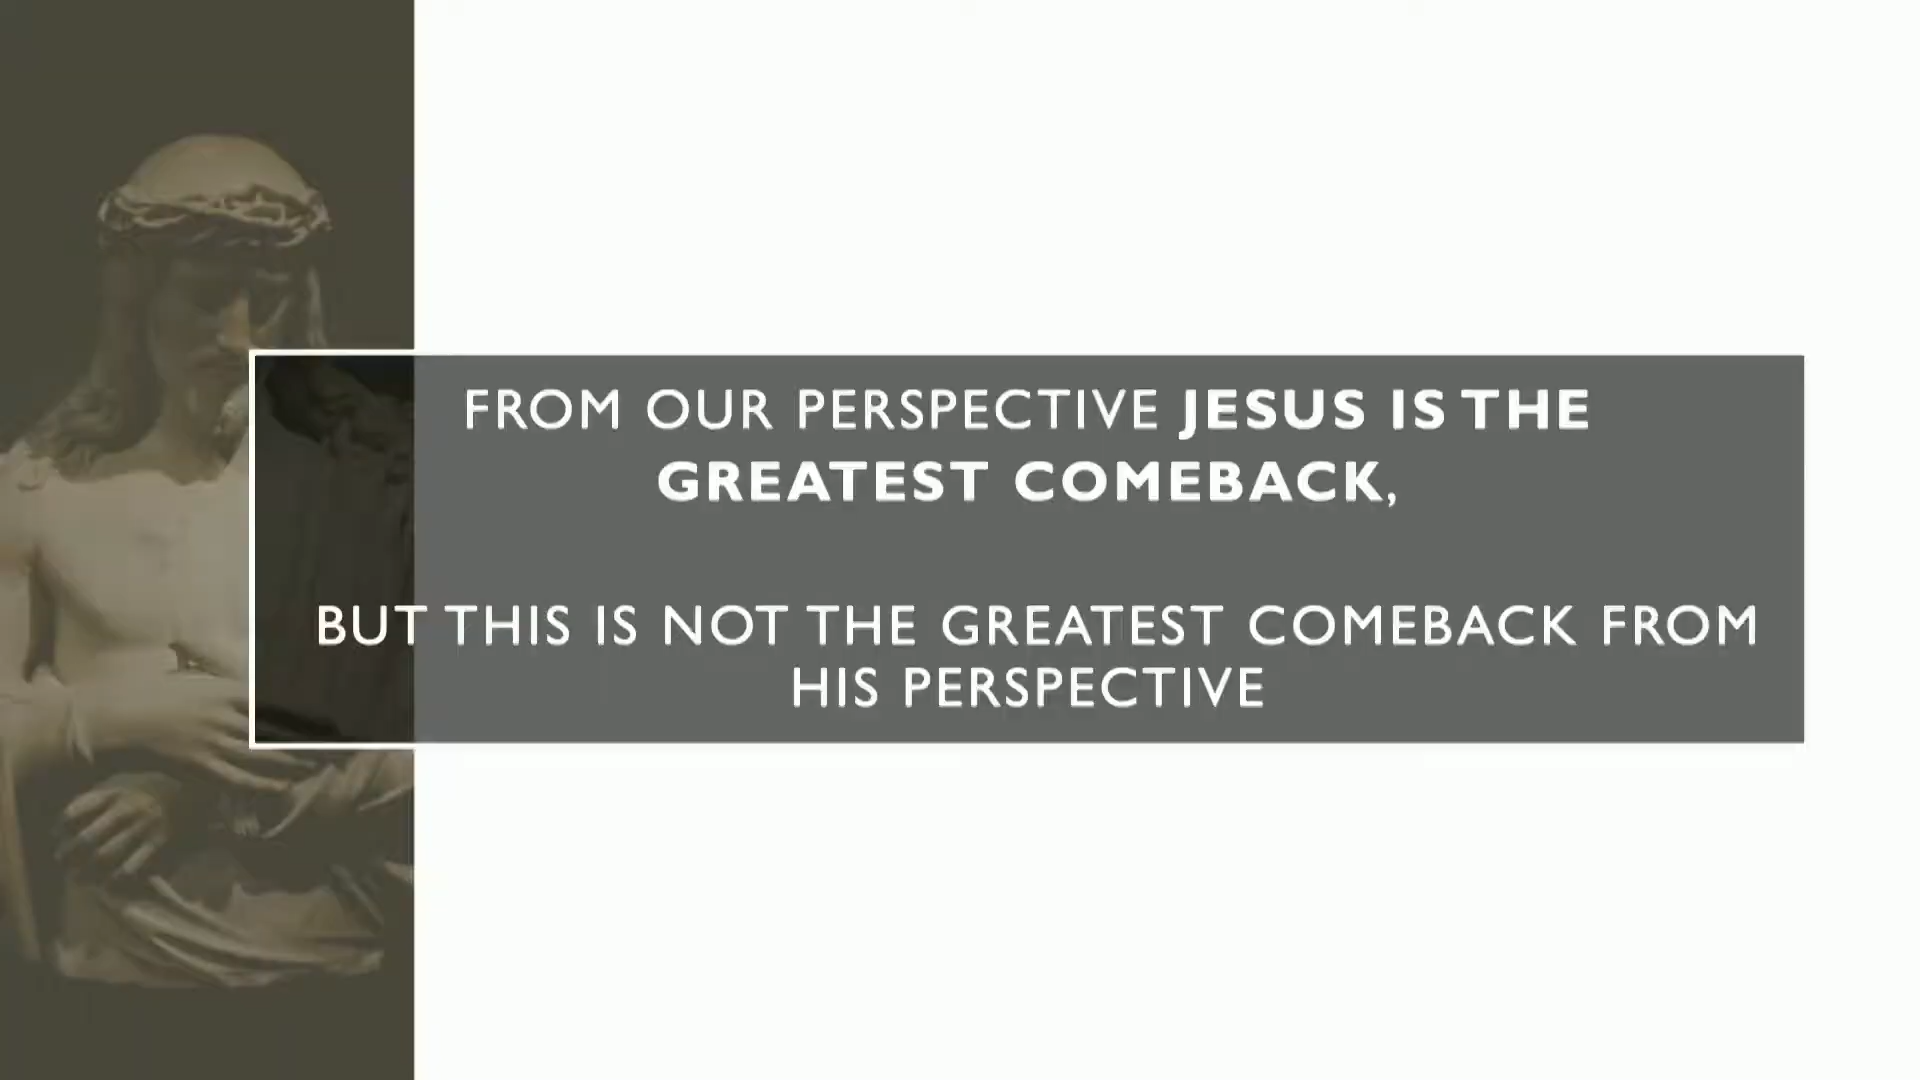 FROM OUR PERSPECTIVE JESUS IS THE
GREATEST COMEBACK,
BUT THIS IS NOT THE GREATEST COMEBACK FROM
HIS PERSPECTIVE